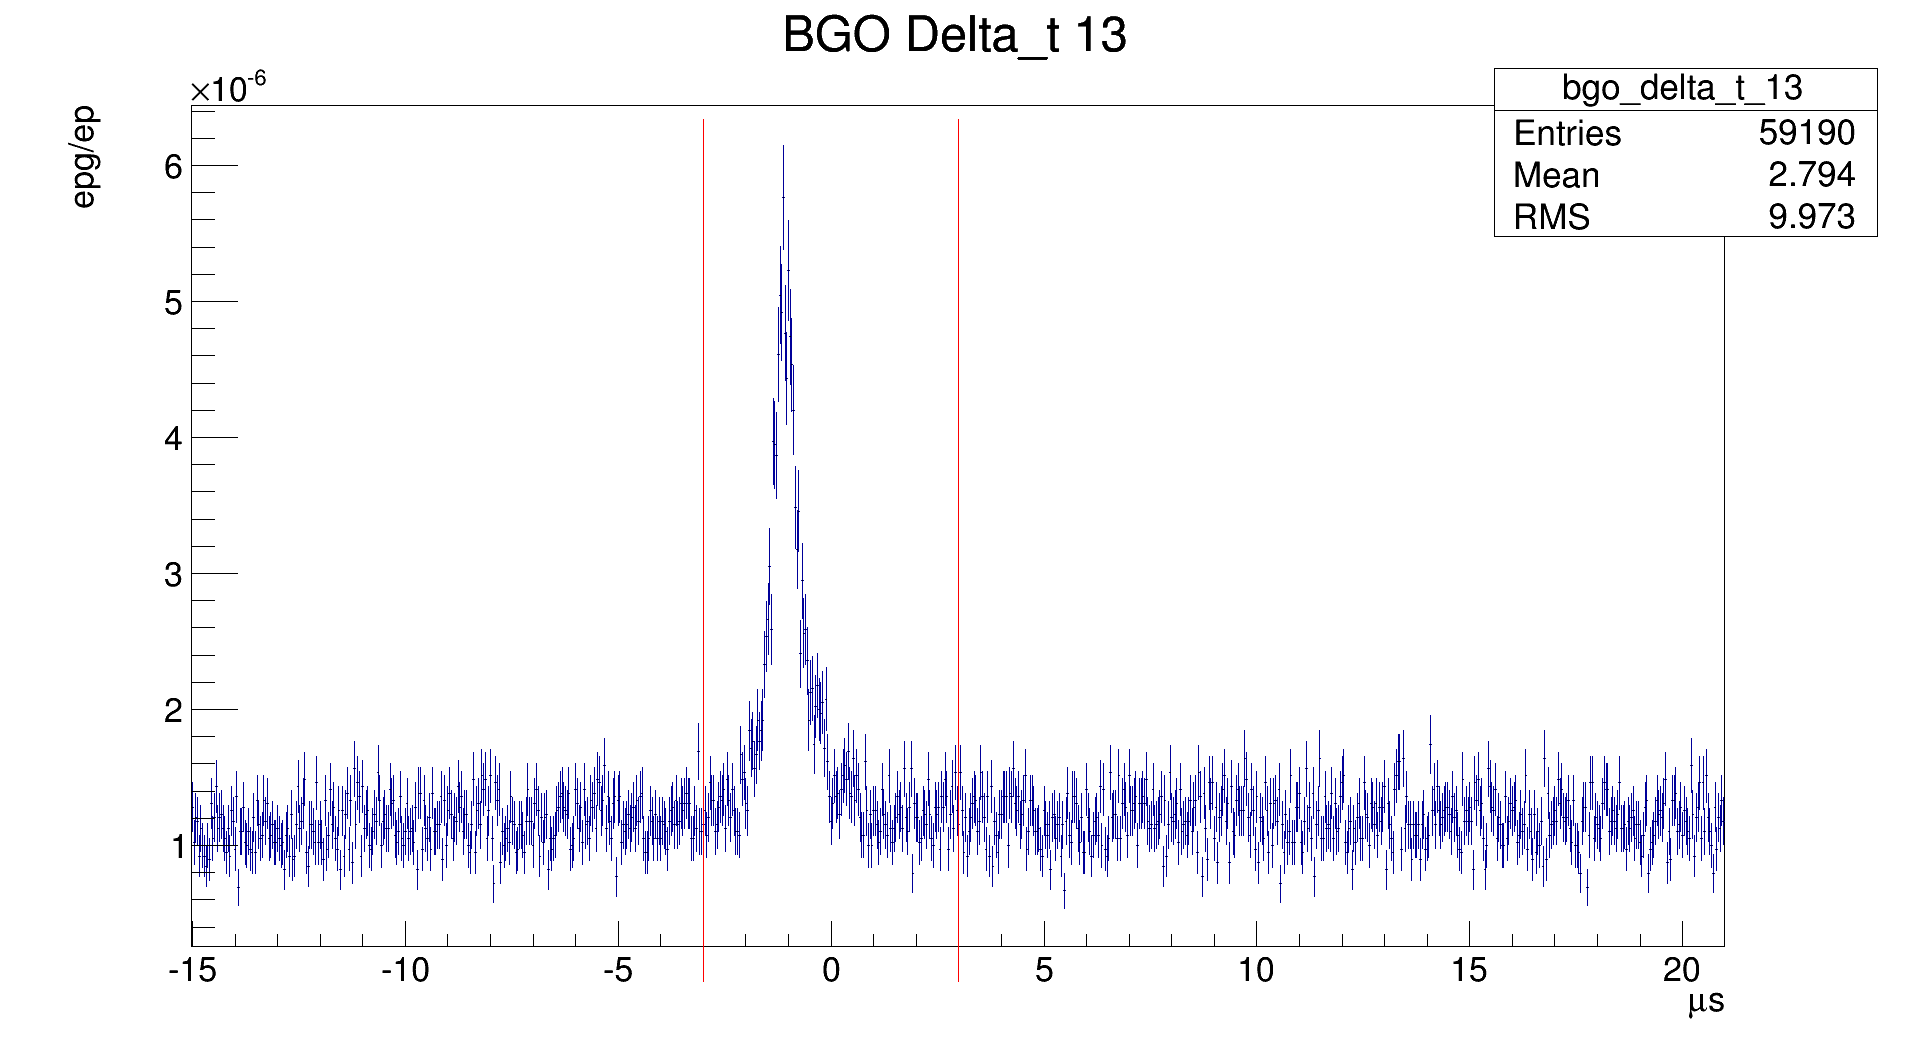 BGO Delta_t 13
×10-6
epg/ep
bgo_delta_t_13
Entries 59190
Mean 2.794
RMS 9.973
6
5
4
3
2
1
-15 -10 -5 0 5 10 15 20
μs